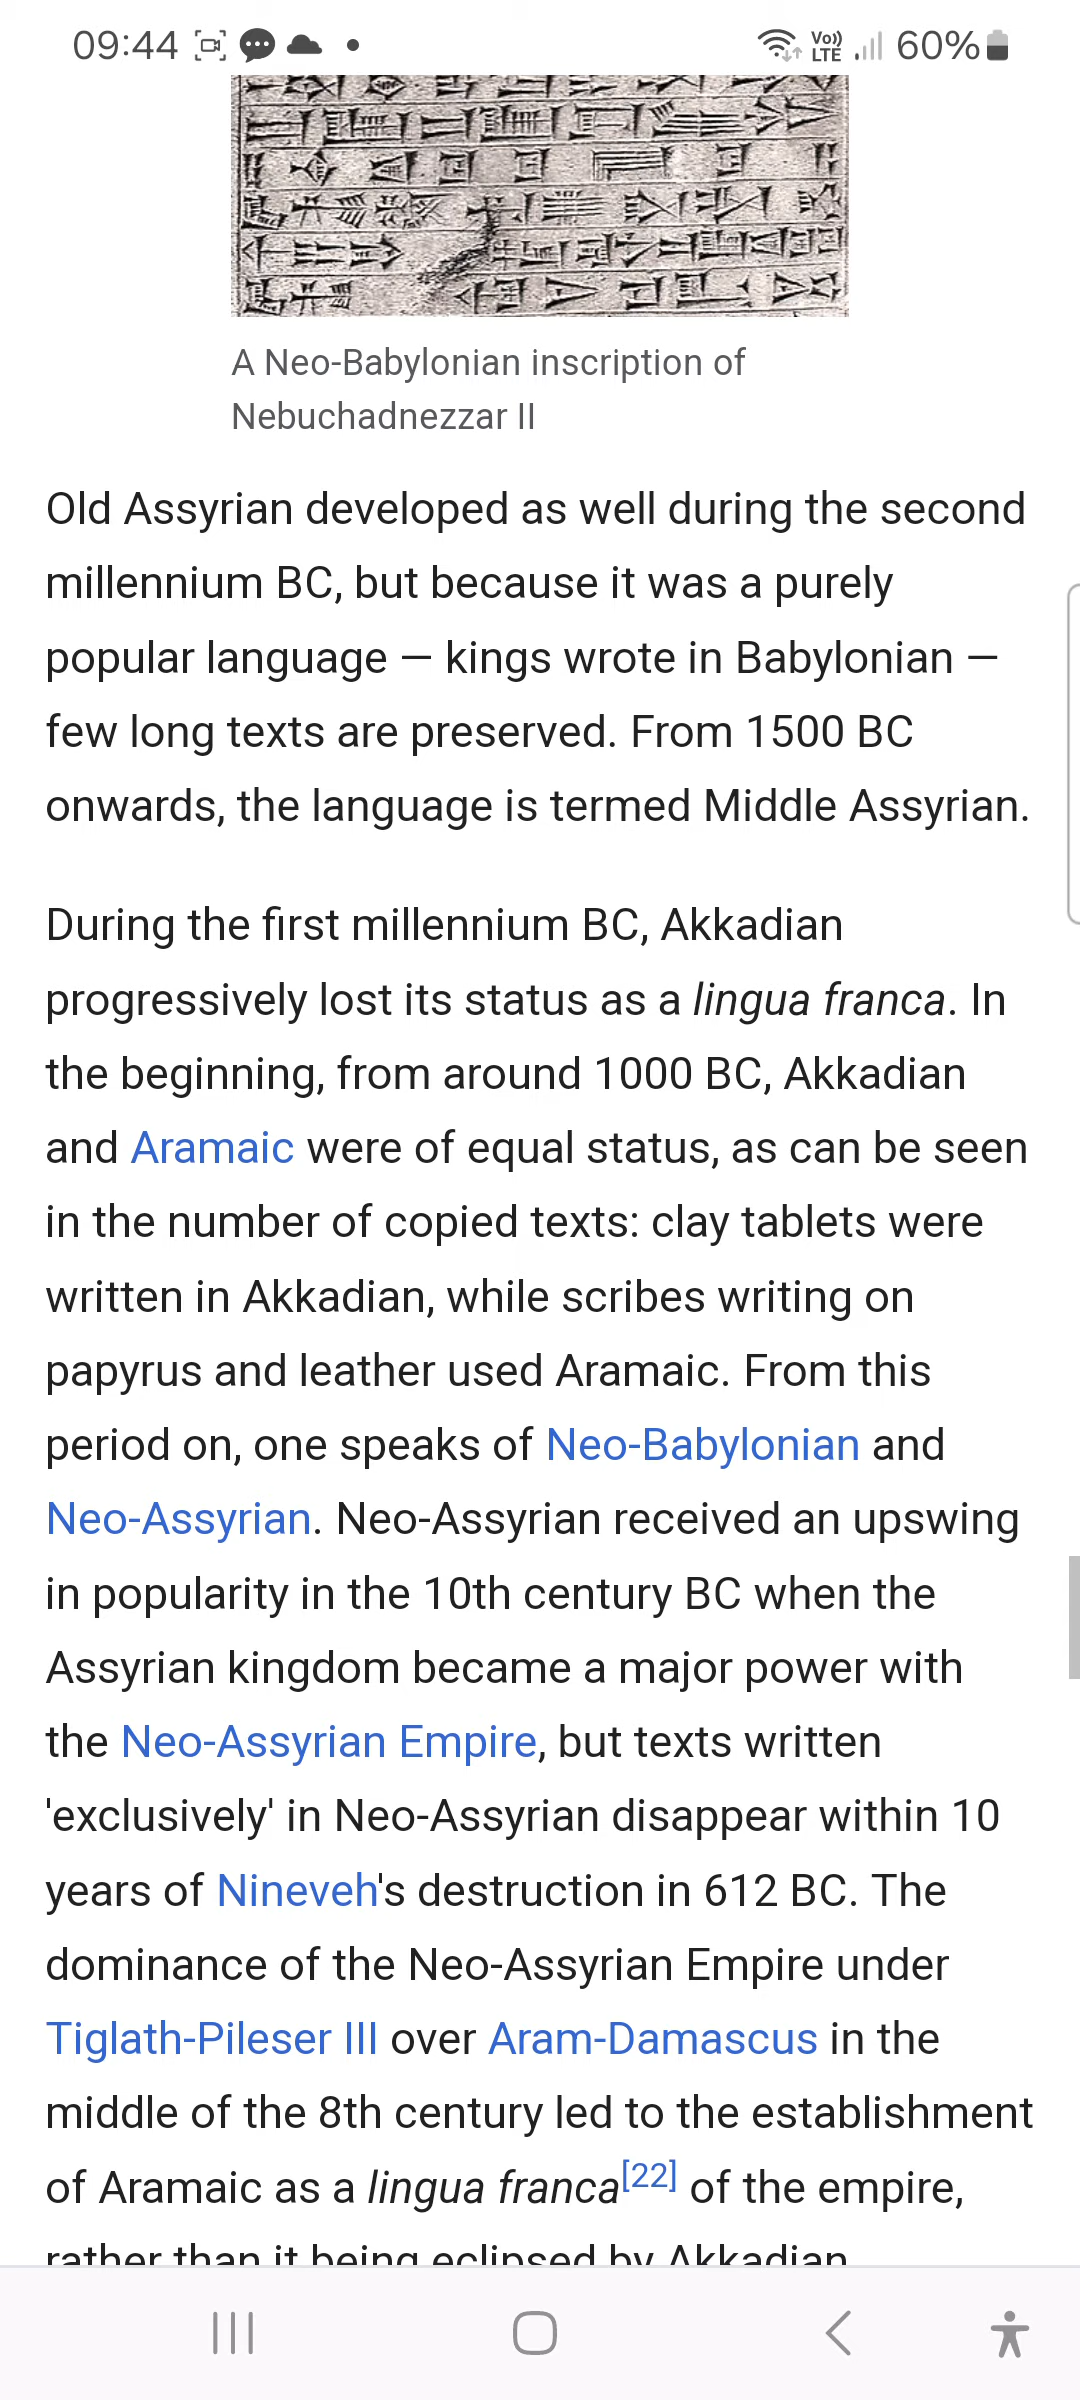 09:44
Vo))
LTE
60%
A Neo-Babylonian inscription of
Nebuchadnezzar II
Old Assyrian developed as well during the second
millennium BC, but because it was a purely
popular language — kings wrote in Babylonian —
few long texts are preserved. From 1500 BC
onwards, the language is termed Middle Assyrian.
During the first millennium BC, Akkadian
progressively lost its status as a lingua franca. In
the beginning, from around 1000 BC, Akkadian
and Aramaic were of equal status, as can be seen
in the number of copied texts: clay tablets were
written in Akkadian, while scribes writing on
papyrus and leather used Aramaic. From this
period on, one speaks of Neo-Babylonian and
Neo-Assyrian. Neo-Assyrian received an upswing
in popularity in the 10th century BC when the
Assyrian kingdom became a major power with
the Neo-Assyrian Empire, but texts written
'exclusively' in Neo-Assyrian disappear within 10
years of Nineveh's destruction in 612 BC. The
dominance of the Neo-Assyrian Empire under
Tiglath-Pileser III over Aram-Damascus in the
middle of the 8th century led to the establishment
of Aramaic as a lingua franca[22] of the empire,
rather than it being eclipsed by Akkadian